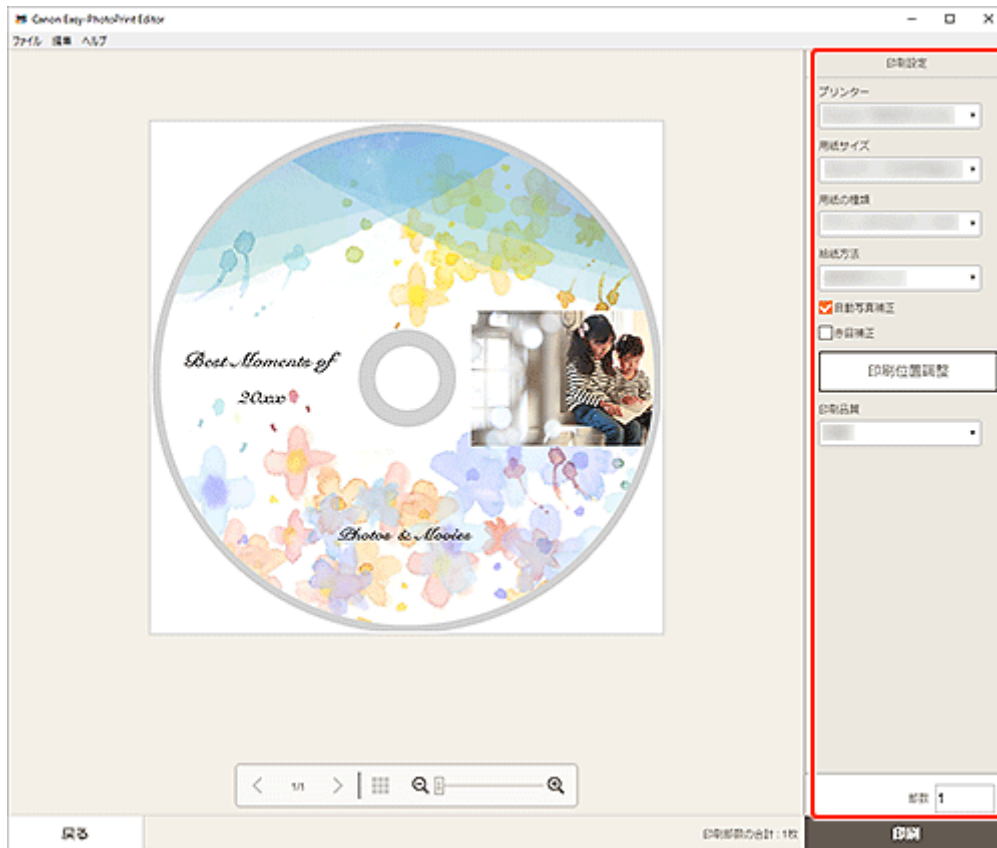 Canon Easy-PhotoPrint Editor
ファイル 編集 ヘルプ
印刷設定
プリンター
用紙サイズ
用紙の種類
給紙方法
自動写真補正
赤目補正
印刷位置調整
印刷品質
Best Moments of
20xx
Photos & Movies
1/1
部数 1
戻る
印刷部数の合計 : 1枚
印刷